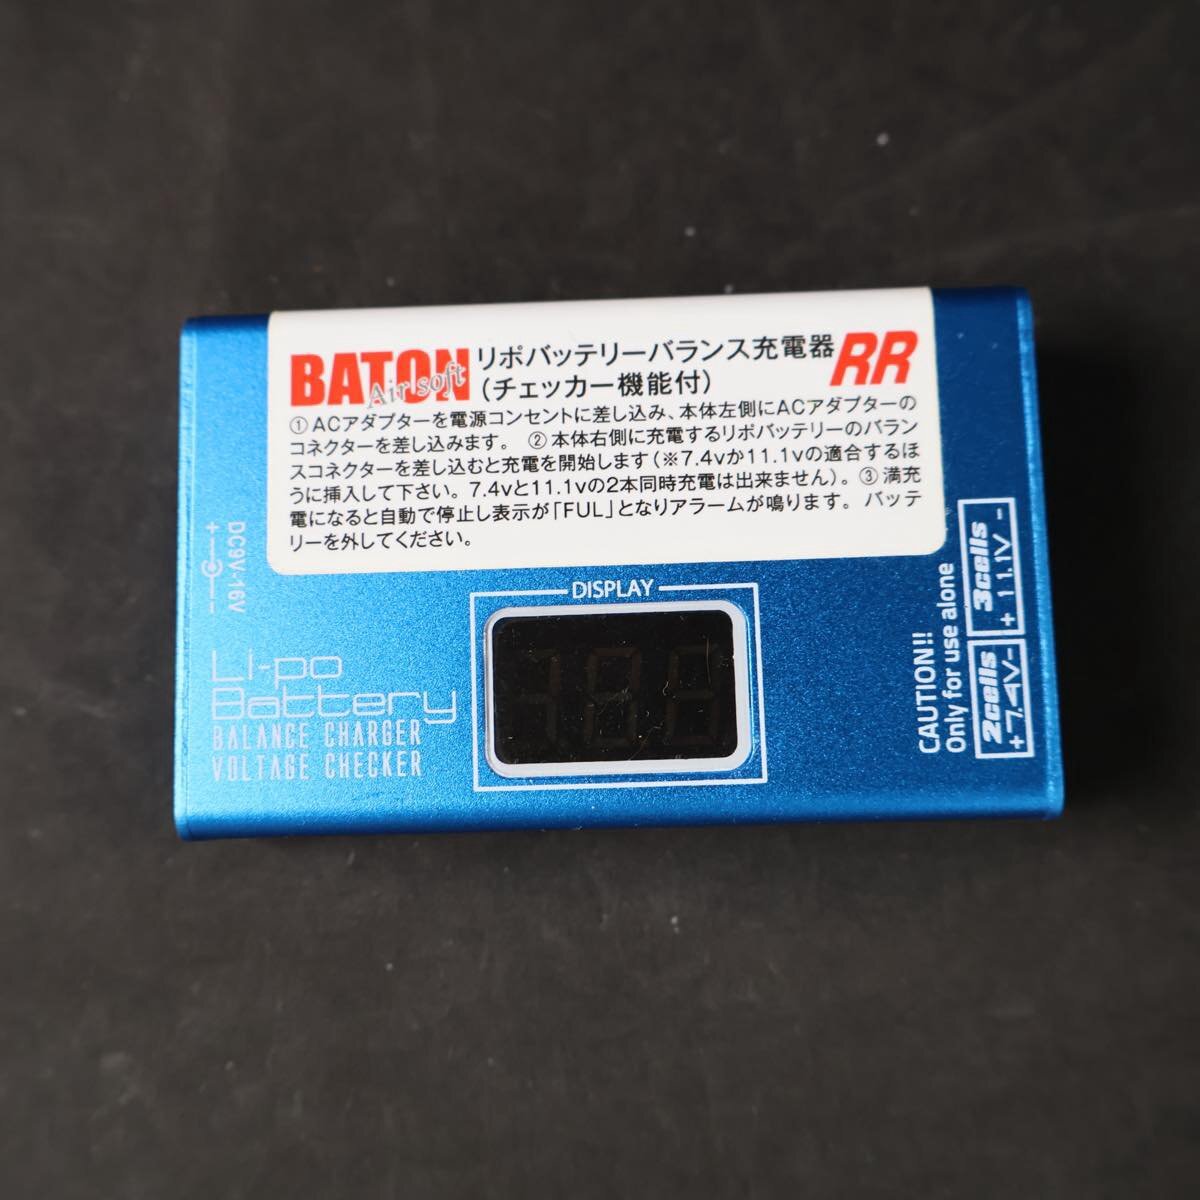 BATON
Air soft
リポバッテリーバランス充電器
(チェッカー機能付)
RR
①ACアダプターを電源コンセントに差し込み、本体左側にACアダプターの
コネクターを差し込みます。 ②本体右側に充電するリポバッテリーのバラン
スコネクターを差し込むと充電を開始します(※7.4vか11.1vの適合するほ
うに挿入して下さい。7.4vと11.1vの2本同時充電は出来ません)。③満充
電になると自動で停止し表示が「FUL」となりアラームが鳴ります。バッテ
リーを外してください。
DC9V-16V
+ -
DISPLAY
LI-PO
Battery
BALANCE CHARGER
VOLTAGE CHECKER
CAUTION!!
Only for use alone
2cells
+7.4V-
3cells
+ 11.1V -